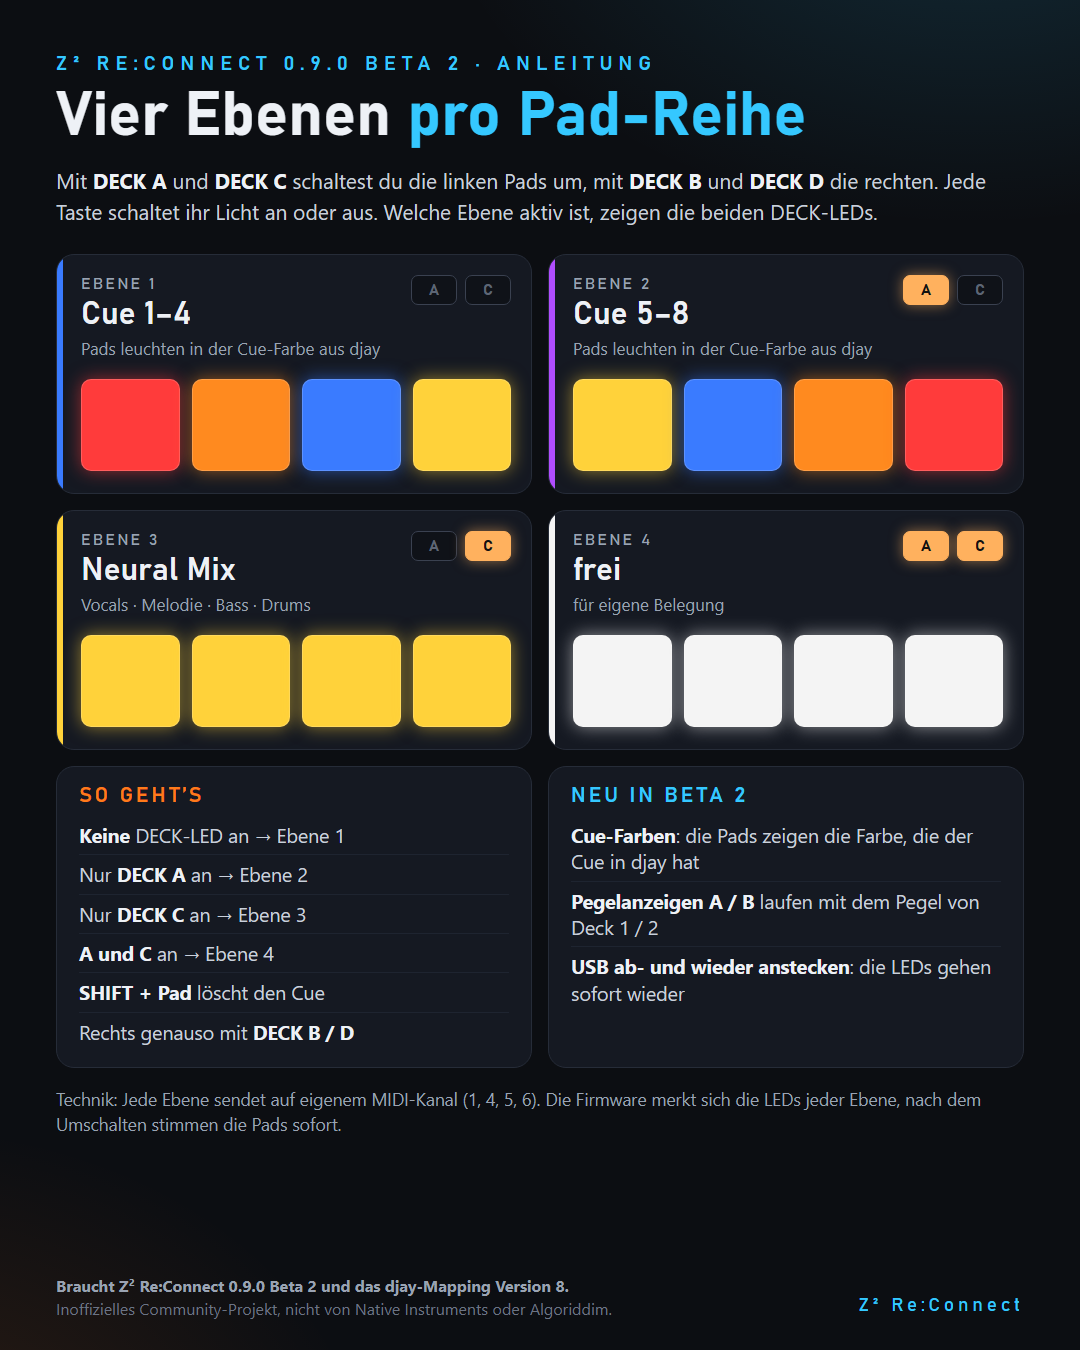 Z² RE:CONNECT 0.9.0 BETA 2 · ANLEITUNG
Vier Ebenen pro Pad-Reihe
Mit DECK A und DECK C schaltest du die linken Pads um, mit DECK B und DECK D die rechten. Jede
Taste schaltet ihr Licht an oder aus. Welche Ebene aktiv ist, zeigen die beiden DECK-LEDs.
EBENE 1
A C
Cue 1–4
Pads leuchten in der Cue-Farbe aus djay
EBENE 2
A C
Cue 5–8
Pads leuchten in der Cue-Farbe aus djay
EBENE 3
A C
Neural Mix
Vocals · Melodie · Bass · Drums
EBENE 4
A C
frei
für eigene Belegung
SO GEHT'S
Keine DECK-LED an → Ebene 1
Nur DECK A an → Ebene 2
Nur DECK C an → Ebene 3
A und C an → Ebene 4
SHIFT + Pad löscht den Cue
Rechts genauso mit DECK B / D
NEU IN BETA 2
Cue-Farben: die Pads zeigen die Farbe, die der
Cue in djay hat
Pegelanzeigen A / B laufen mit dem Pegel von
Deck 1 / 2
USB ab- und wieder anstecken: die LEDs gehen
sofort wieder
Technik: Jede Ebene sendet auf eigenem MIDI-Kanal (1, 4, 5, 6). Die Firmware merkt sich die LEDs jeder Ebene, nach dem
Umschalten stimmen die Pads sofort.
Braucht Z² Re:Connect 0.9.0 Beta 2 und das djay-Mapping Version 8.
Inoffizielles Community-Projekt, nicht von Native Instruments oder Algoriddim.
Z² Re:Connect